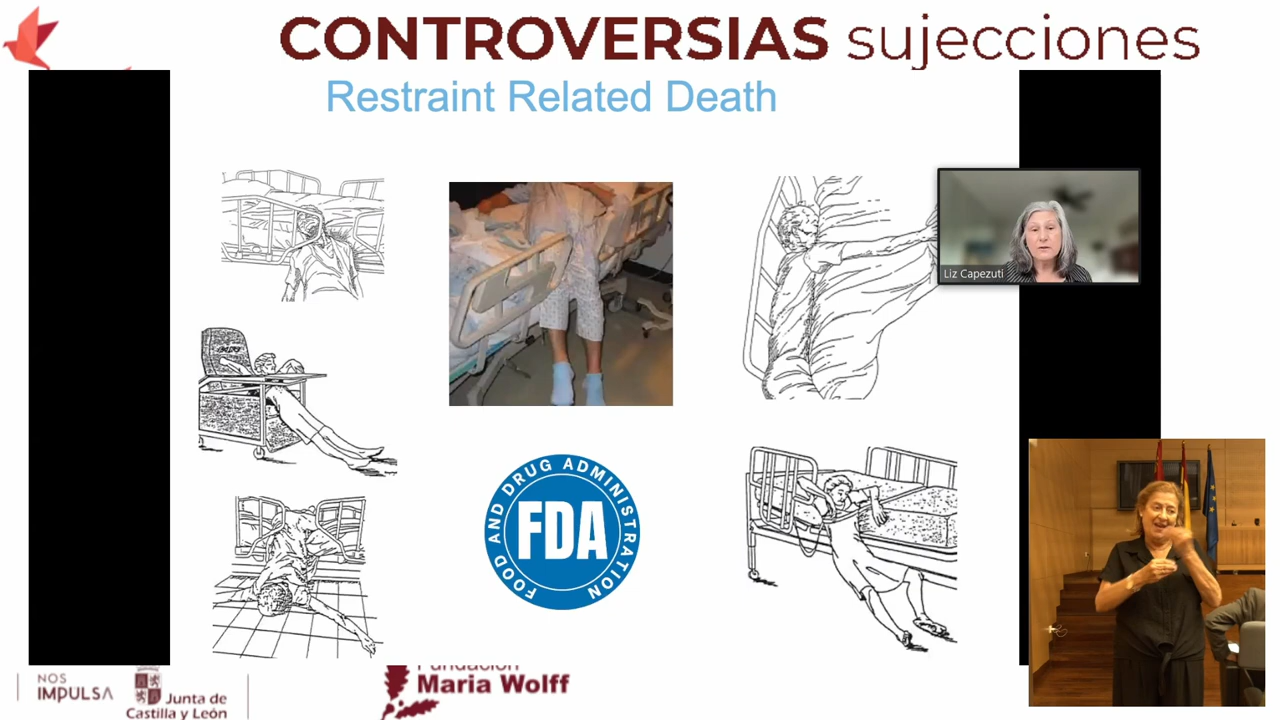 CONTROVERSIAS sujecciones
Restraint Related Death
Liz Capezuti
FOOD AND DRUG ADMINISTRATION
FDA
NOS
IMPULSA
Junta de
Castilla y León
Fundación
Maria Wolff